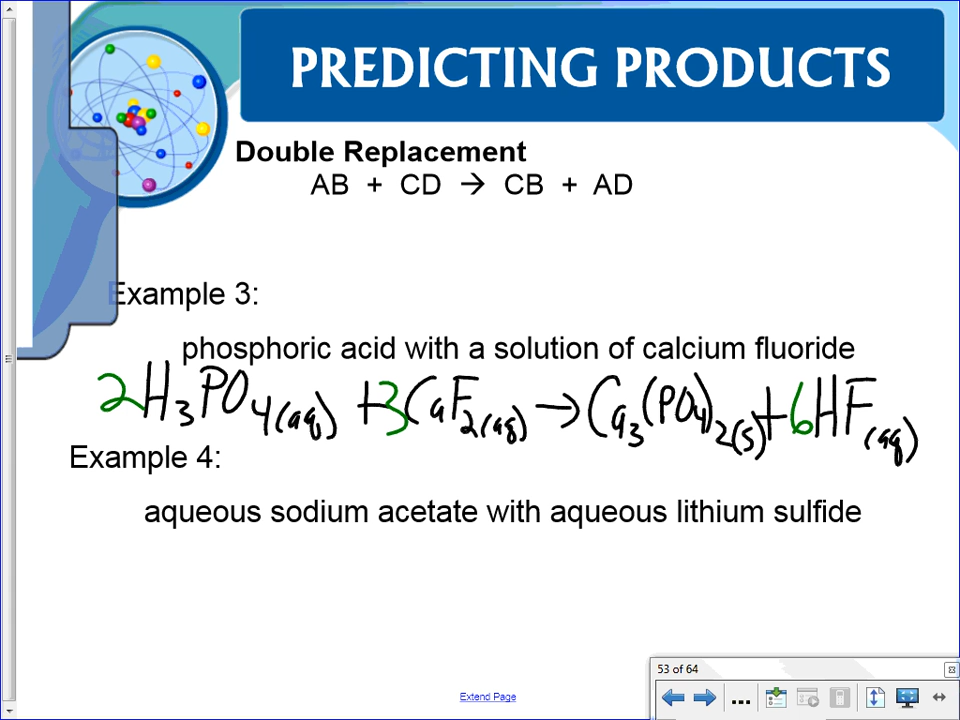 PREDICTING PRODUCTS
Double Replacement
AB + CD → CB + AD
Example 3:
phosphoric acid with a solution of calcium fluoride
2H₃PO₄(aq) + 3CaF₂(aq) → Ca₃(PO₄)₂(s) + 6HF(aq)
Example 4:
aqueous sodium acetate with aqueous lithium sulfide
53 of 64
Extend Page